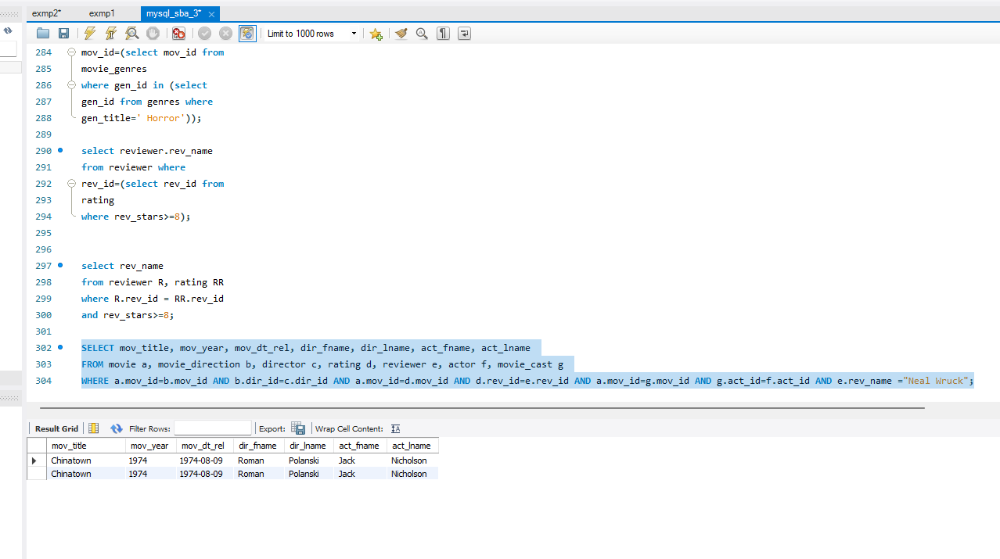 exmp2* exmp1 mysql_sba_3*
Limit to 1000 rows
284 mov_id=(select mov_id from
285 movie_genres
286 where gen_id in (select
287 gen_id from genres where
288 gen_title=' Horror'));
289
290 select reviewer.rev_name
291 from reviewer where
292 rev_id=(select rev_id from
293 rating
294 where rev_stars>=8);
295
296
297 select rev_name
298 from reviewer R, rating RR
299 where R.rev_id = RR.rev_id
300 and rev_stars>=8;
301
302 SELECT mov_title, mov_year, mov_dt_rel, dir_fname, dir_lname, act_fname, act_lname
303 FROM movie a, movie_direction b, director c, rating d, reviewer e, actor f, movie_cast g
304 WHERE a.mov_id=b.mov_id AND b.dir_id=c.dir_id AND a.mov_id=d.mov_id AND d.rev_id=e.rev_id AND a.mov_id=g.mov_id AND g.act_id=f.act_id AND e.rev_name ="Neal Wruck";
Result Grid Filter Rows: Export: Wrap Cell Content:
mov_title mov_year mov_dt_rel dir_fname dir_lname act_fname act_lname
Chinatown 1974 1974-08-09 Roman Polanski Jack Nicholson
Chinatown 1974 1974-08-09 Roman Polanski Jack Nicholson